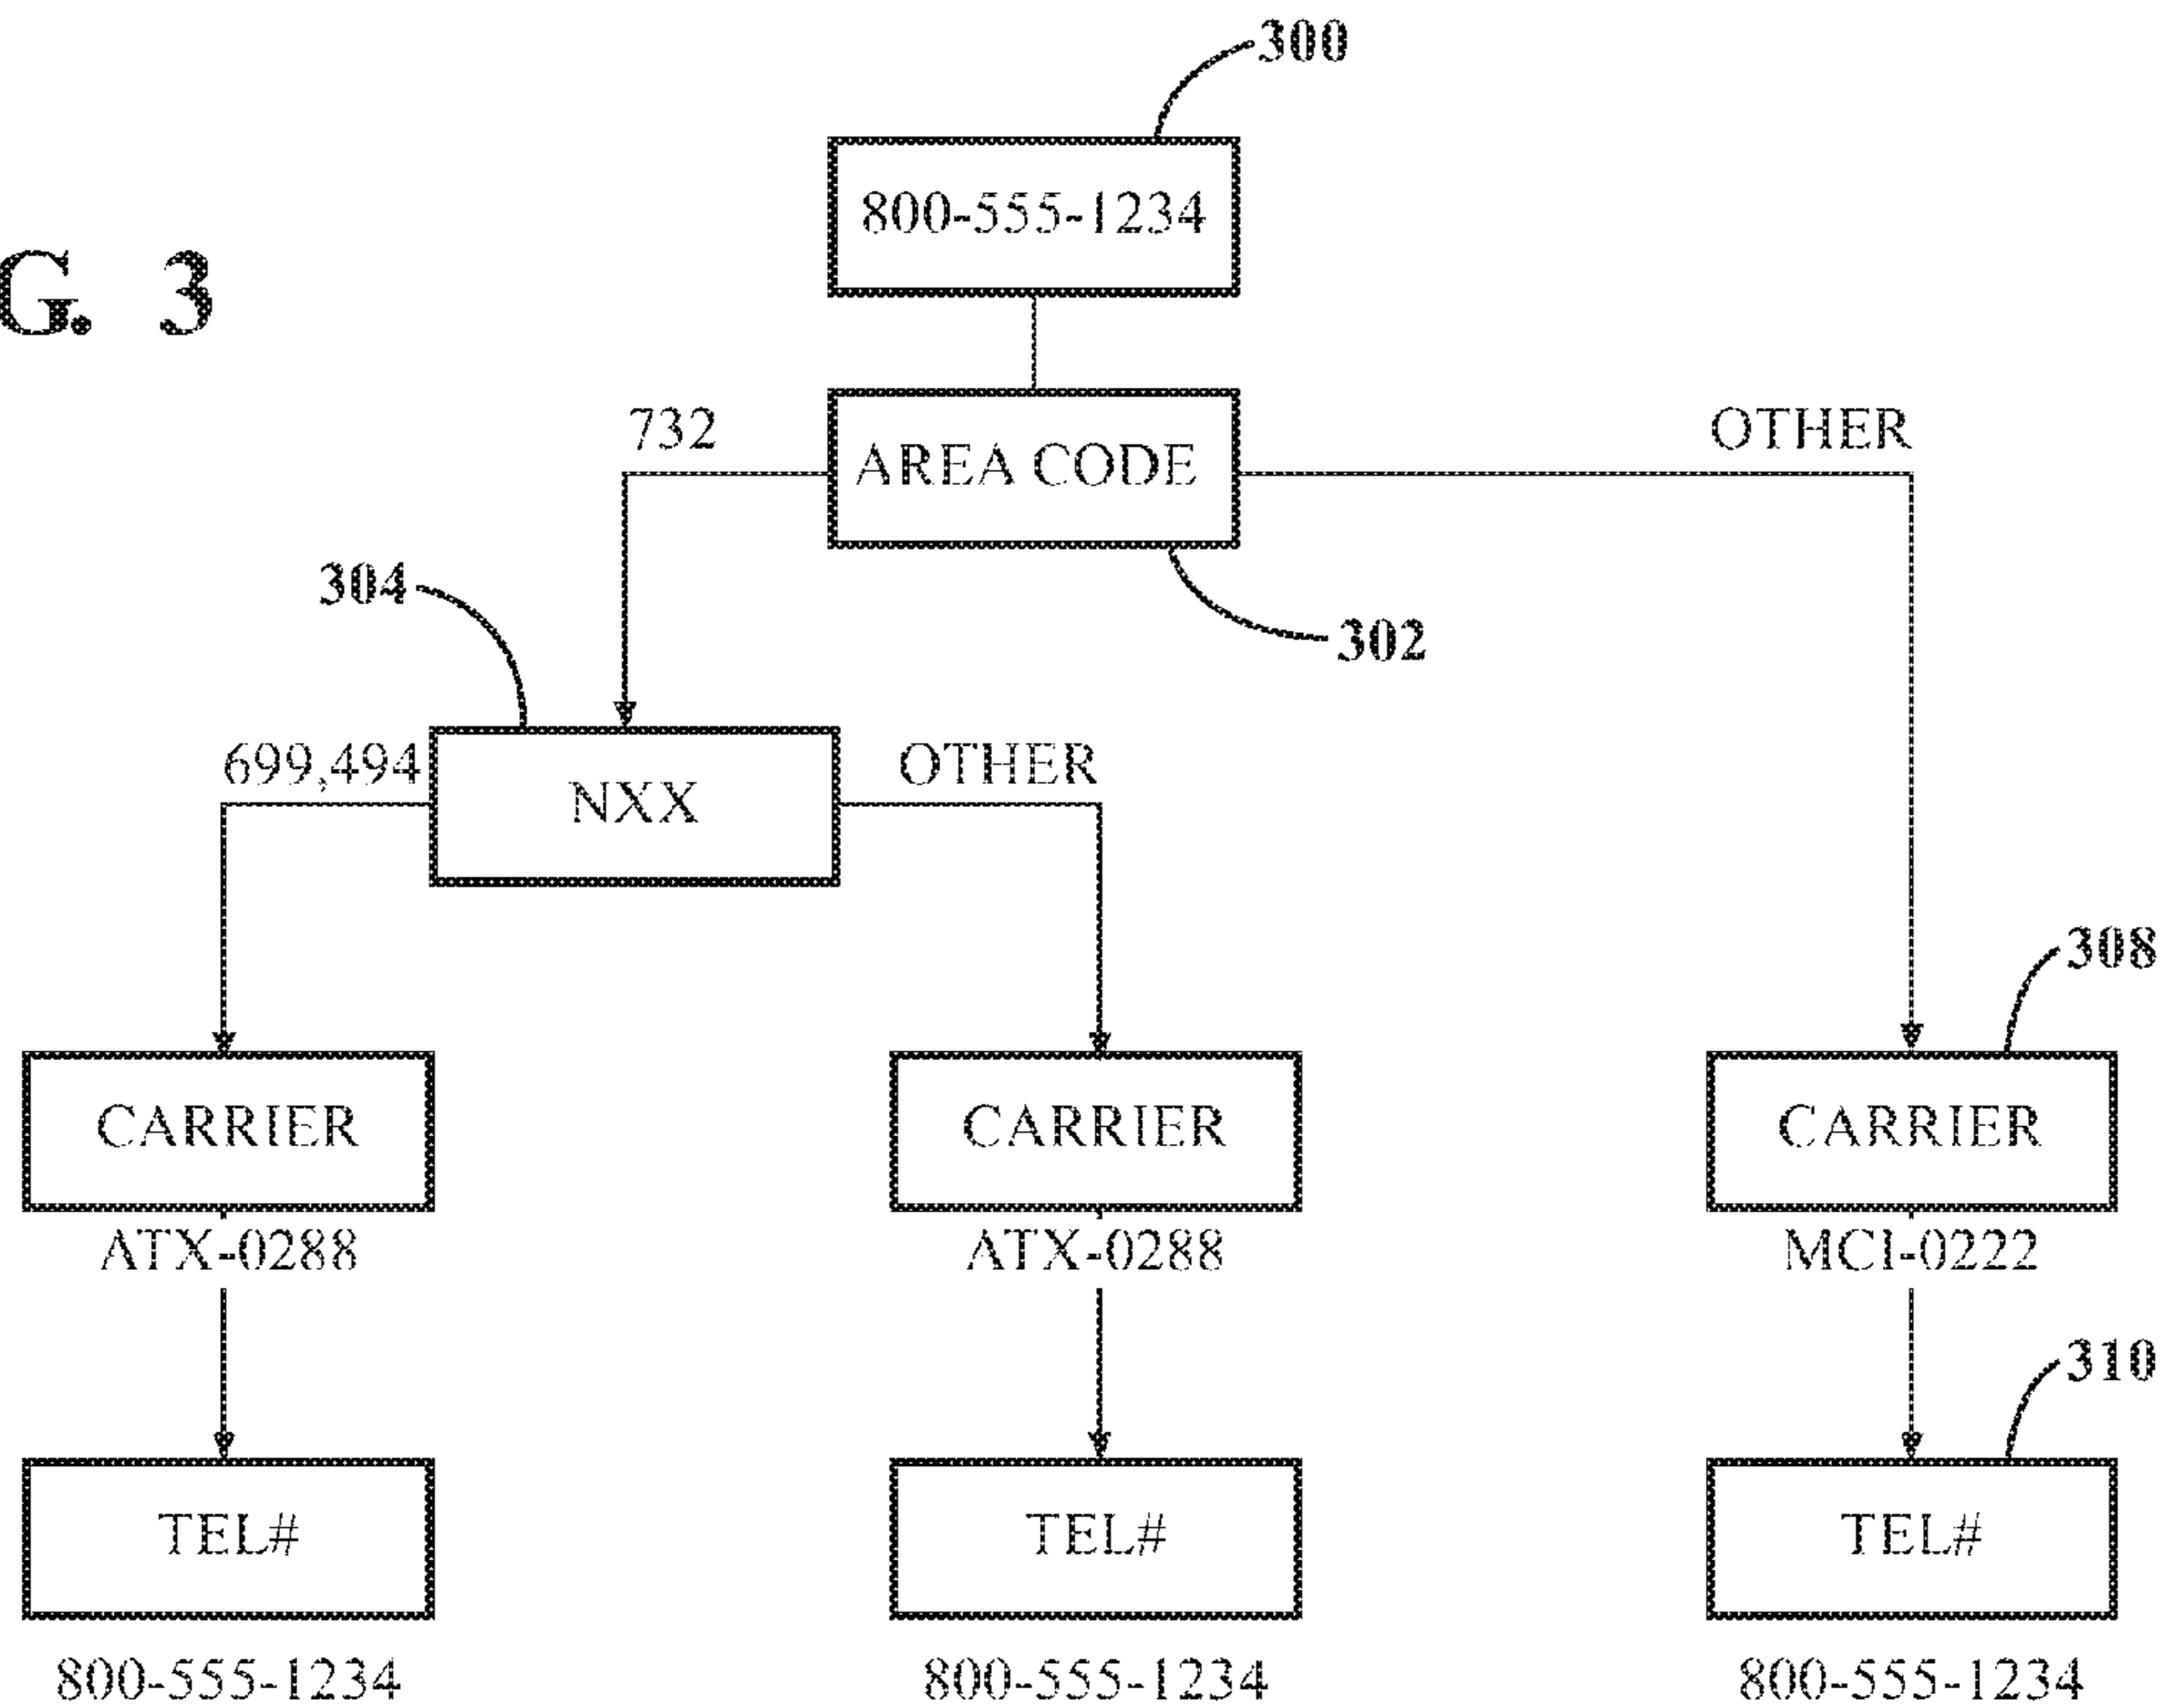 300
800-555-1234
G. 3
732
AREA CODE
OTHER
304
302
699,494
NXX
OTHER
308
CARRIER
CARRIER
CARRIER
ATX-0288
ATX-0288
MCI-0222
310
TEL#
TEL#
TEL#
800-555-1234
800-555-1234
800-555-1234